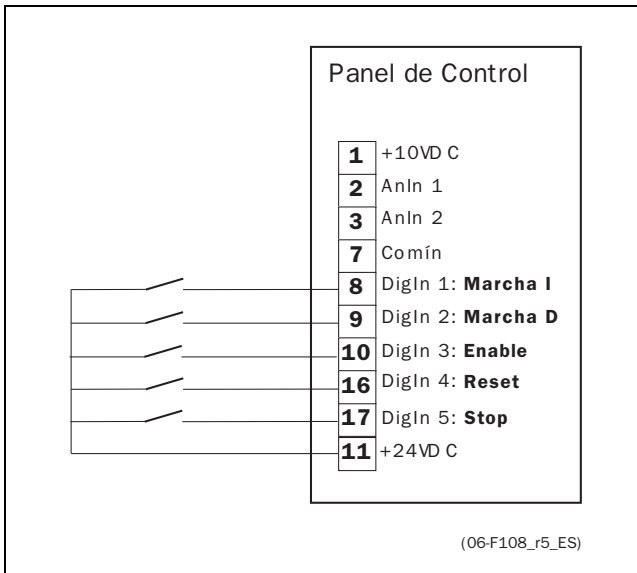 Panel de Control
1 +10VD C
2 AnIn 1
3 AnIn 2
7 Comín
8 DigIn 1: Marcha I
9 DigIn 2: Marcha D
10 DigIn 3: Enable
16 DigIn 4: Reset
17 DigIn 5: Stop
11 +24VD C
(06-F108_r5_ES)